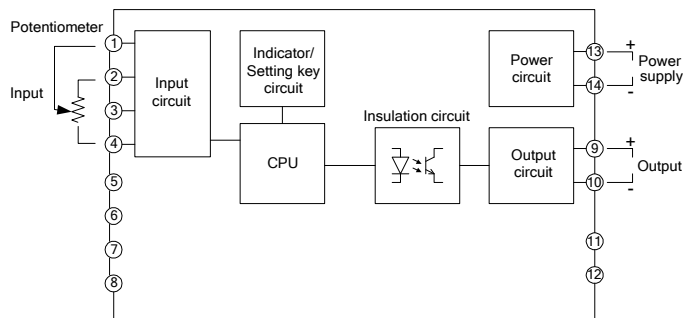 Potentiometer
Input
1
2
3
4
5
6
7
8
Input
circuit
Indicator/
Setting key
circuit
CPU
Insulation circuit
Power
circuit
Output
circuit
13
14
9
10
11
12
+
-
Power
supply
+
-
Output